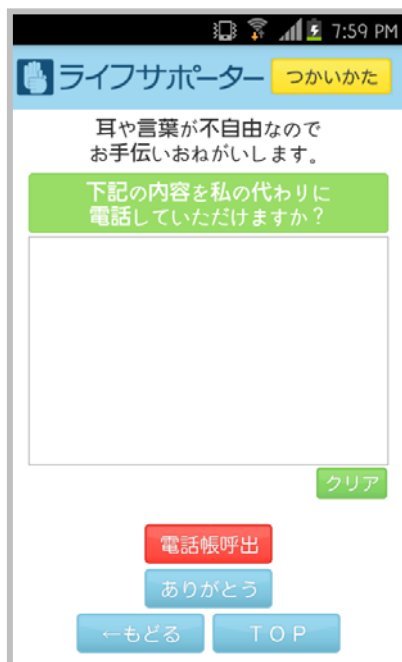 7:59 PM
ライフサポーター
つかいかた
耳や言葉が不自由なので
お手伝いおねがいします。
下記の内容を私の代わりに
電話していただけますか？
クリア
電話帳呼出
ありがとう
←もどる
ＴＯＰ